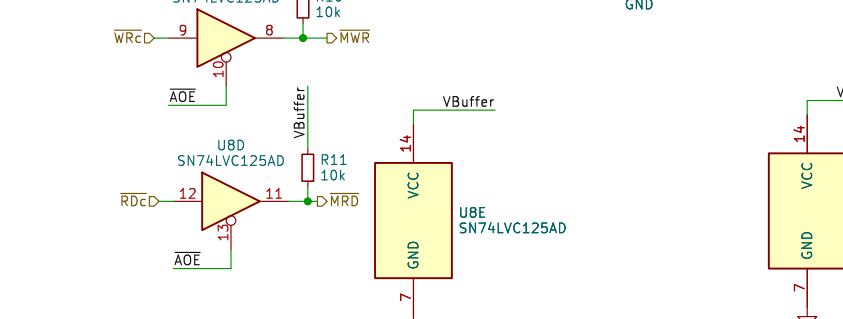 SN74LVC125AD
10k
GND
WRc
9
8
MWR
10
AOE
VBuffer
VBuffer
14
14
U8D
SN74LVC125AD
R11
10k
VCC
VCC
RDc
12
11
MRD
U8E
SN74LVC125AD
13
AOE
GND
GND
7
7